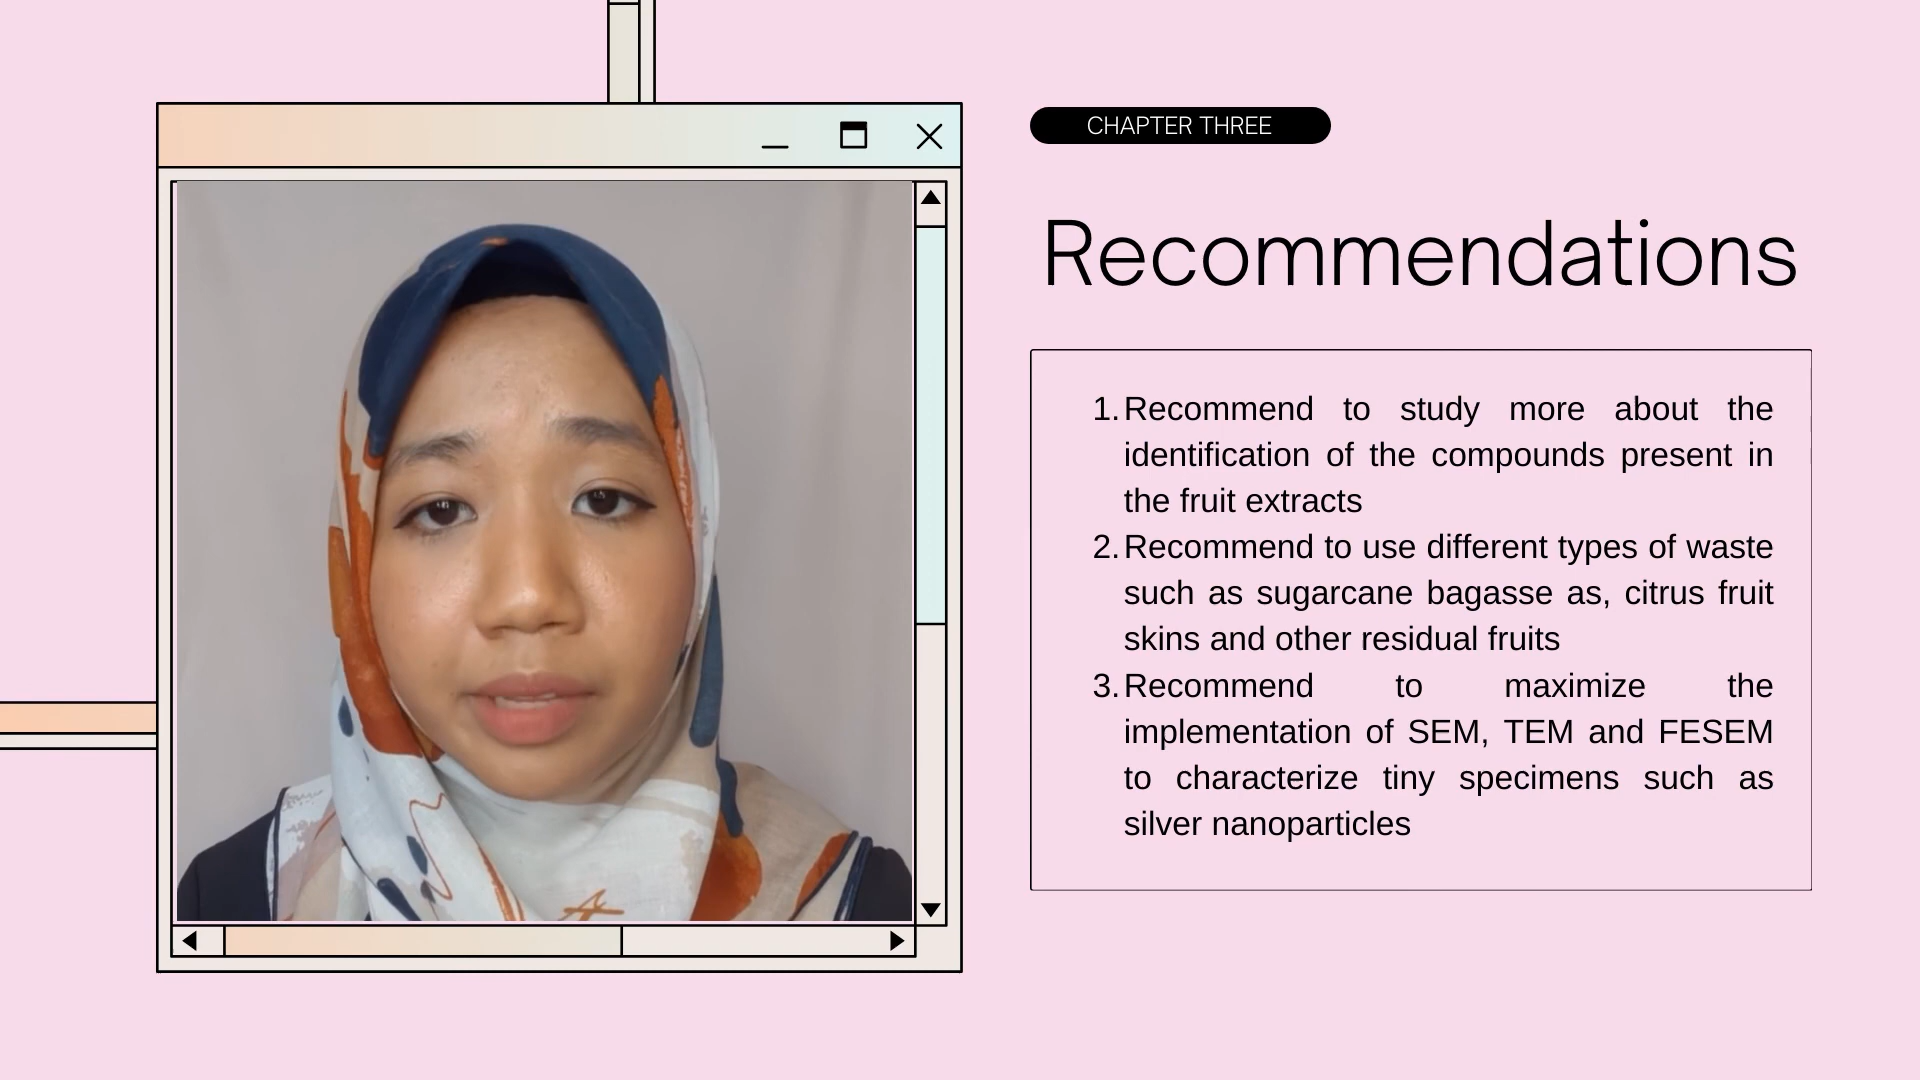 CHAPTER THREE
Recommendations
1. Recommend to study more about the
identification of the compounds present in
the fruit extracts
2. Recommend to use different types of waste
such as sugarcane bagasse as, citrus fruit
skins and other residual fruits
3. Recommend to maximize the
implementation of SEM, TEM and FESEM
to characterize tiny specimens such as
silver nanoparticles